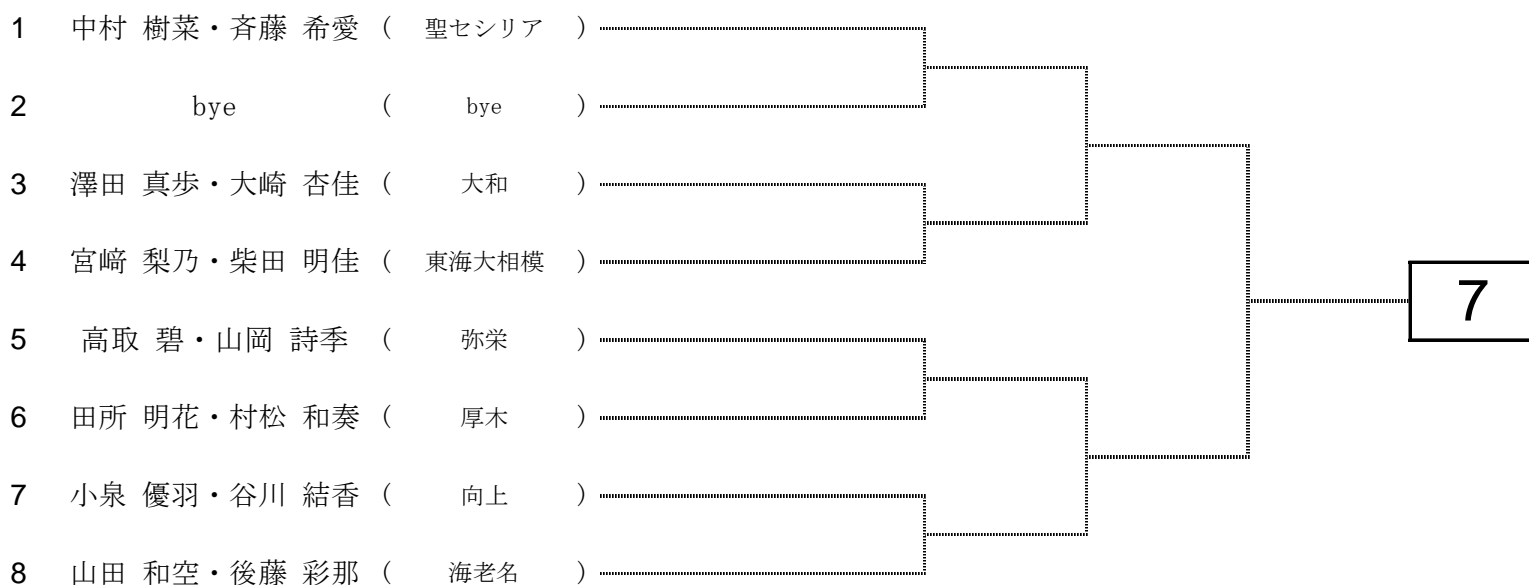 1 中村 樹菜・斉藤 希愛 ( 聖セシリア )
2 bye ( bye )
3 澤田 真歩・大崎 杏佳 ( 大和 )
4 宮﨑 梨乃・柴田 明佳 ( 東海大相模 )
7
5 高取 碧・山岡 詩季 ( 弥栄 )
6 田所 明花・村松 和奏 ( 厚木 )
7 小泉 優羽・谷川 結香 ( 向上 )
8 山田 和空・後藤 彩那 ( 海老名 )